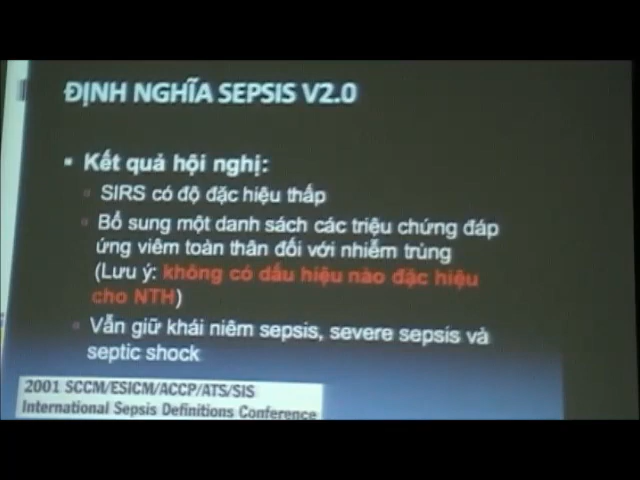 ĐỊNH NGHĨA SEPSIS V2.0
Kết quả hội nghị:
SIRS có độ đặc hiệu thấp
Bổ sung một danh sách các triệu chứng đáp
ứng viêm toàn thân đối với nhiễm trùng
(Lưu ý: không có dấu hiệu nào đặc hiệu
cho NTH)
Vẫn giữ khái niêm sepsis, severe sepsis và
septic shock
2001 SCCM/ESICM/ACCP/ATS/SIS
International Sepsis Definitions Conference